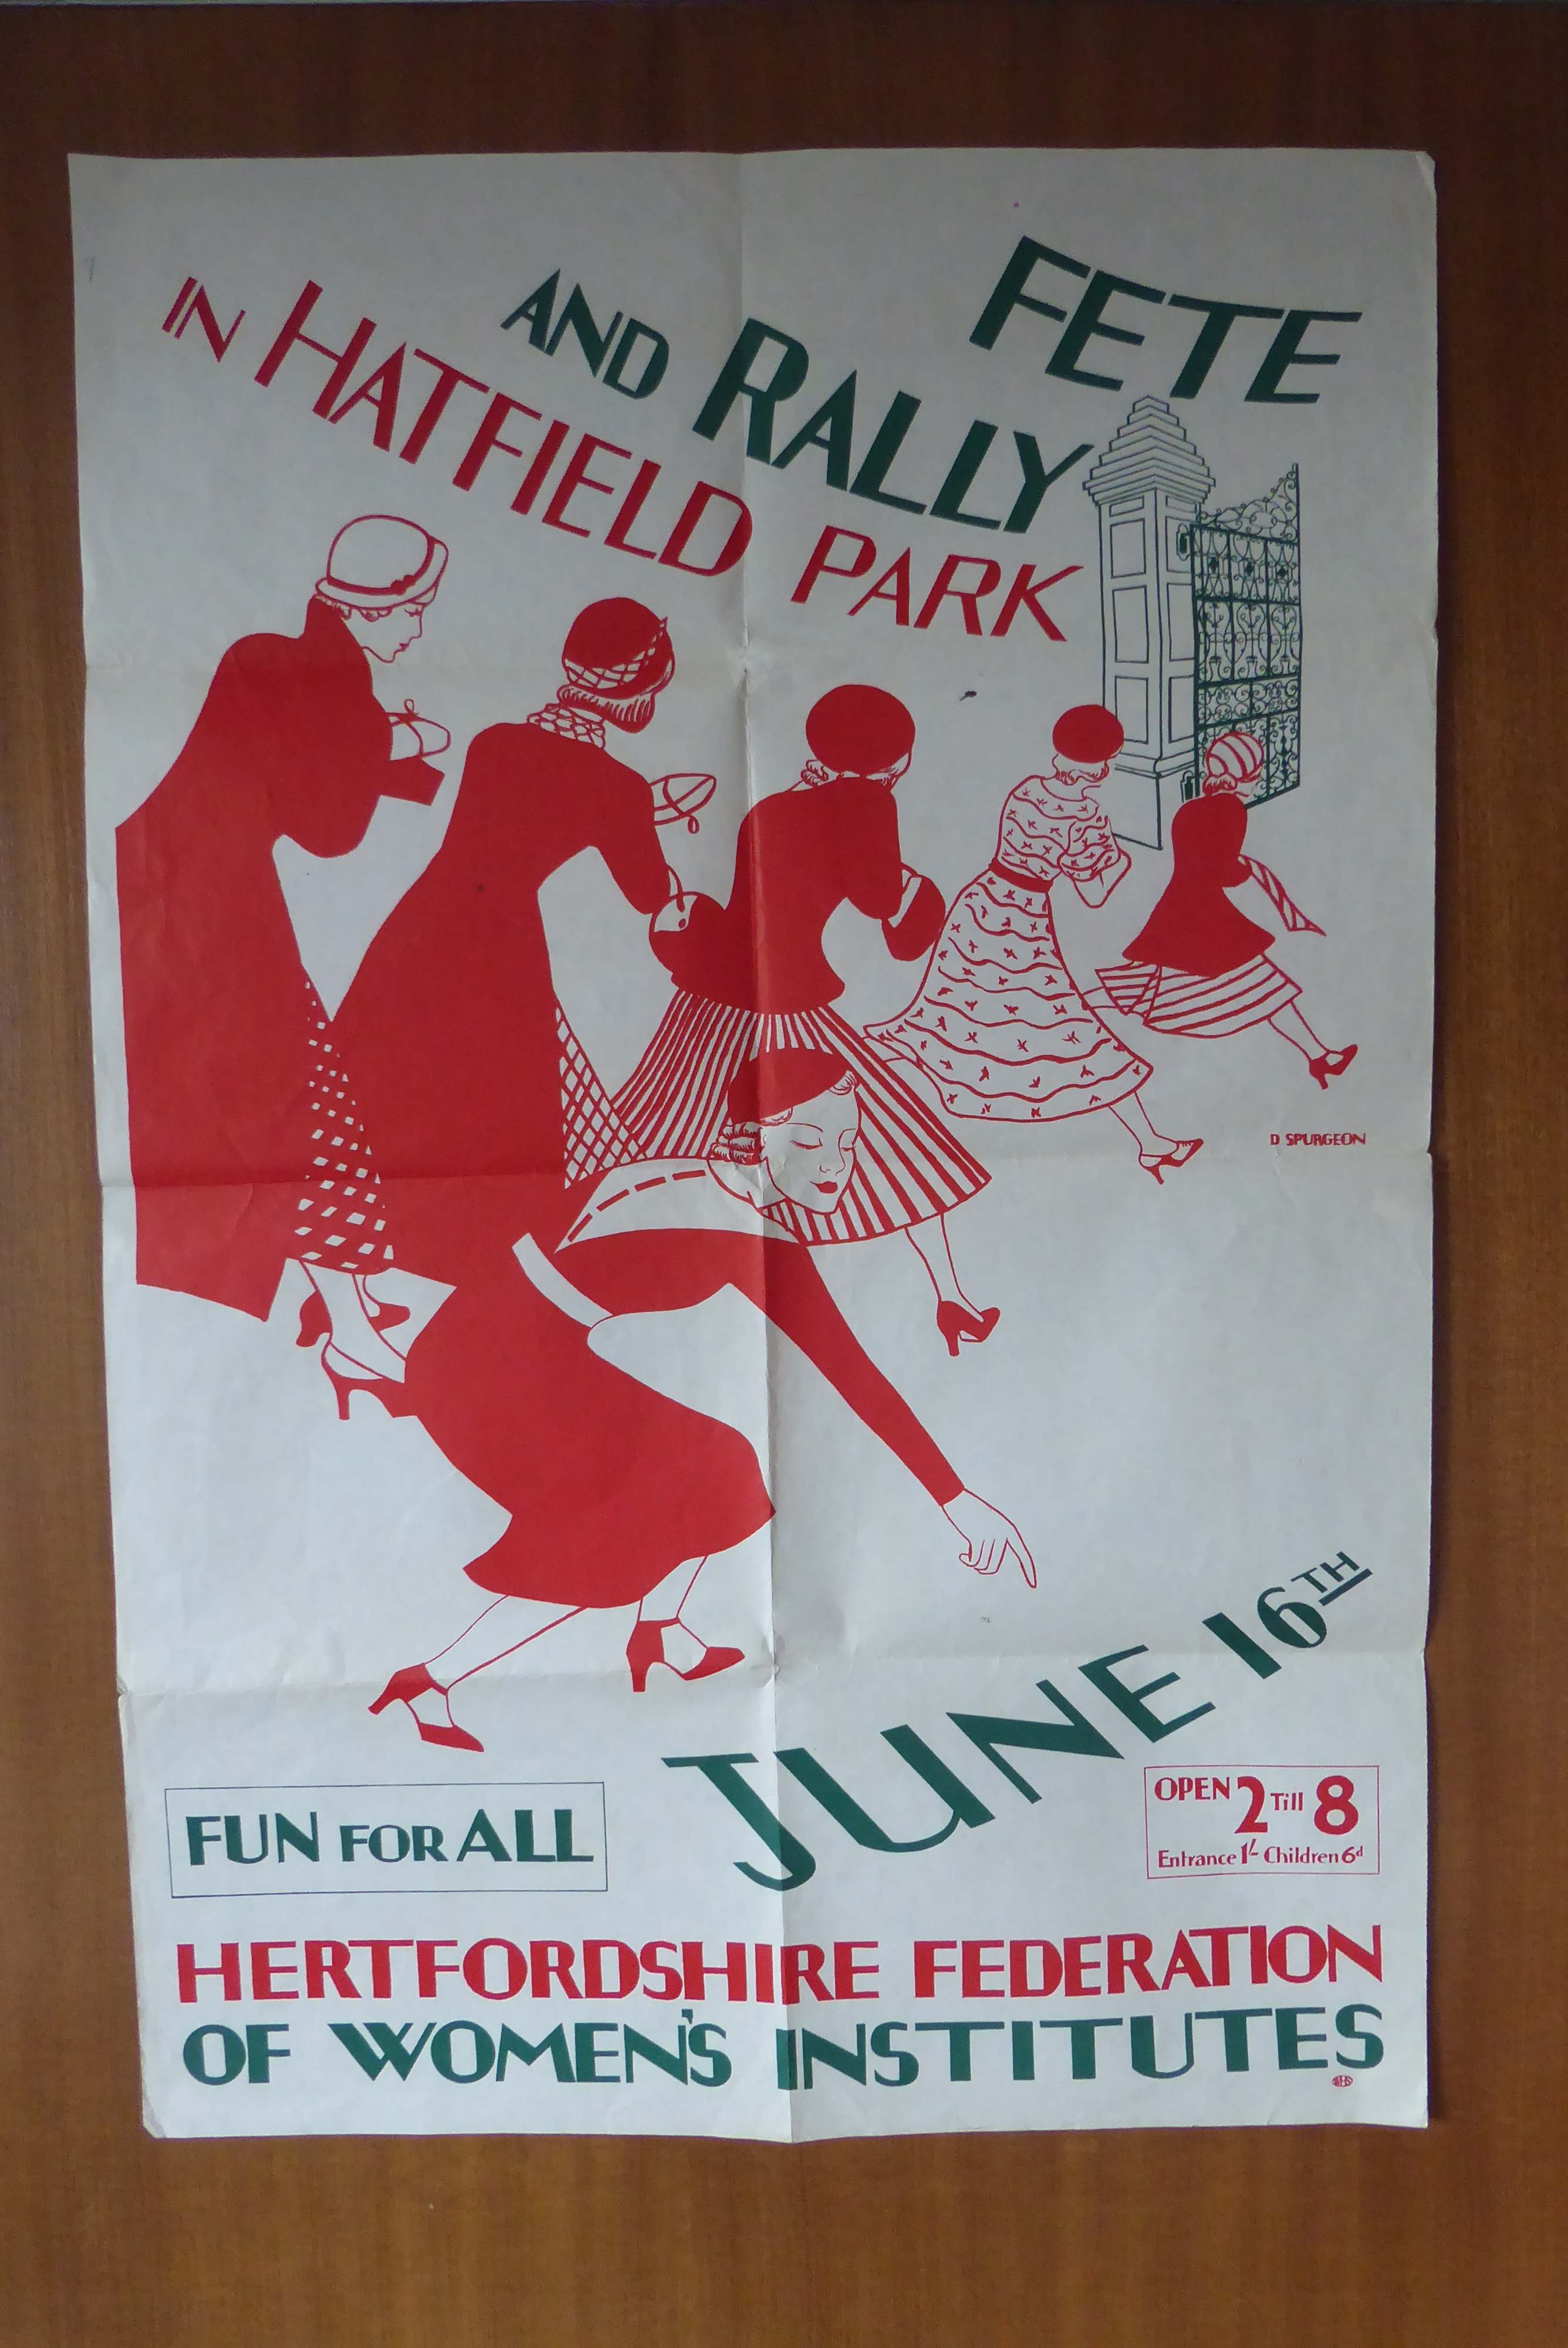 FETE
AND RALLY
IN HATFIELD PARK
D SPURGEON
JUNE 16TH
FUN FOR ALL
OPEN 2 Till 8
Entrance 1/- Children 6d
HERTFORDSHIRE FEDERATION
OF WOMEN'S INSTITUTES